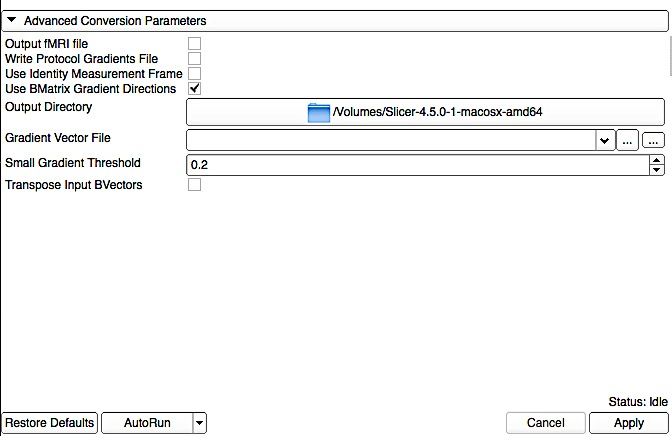 Advanced Conversion Parameters
Output fMRI file
Write Protocol Gradients File
Use Identity Measurement Frame
Use BMatrix Gradient Directions
Output Directory /Volumes/Slicer-4.5.0-1-macosx-amd64
Gradient Vector File ... ...
Small Gradient Threshold 0.2
Transpose Input BVectors
Status: Idle
Restore Defaults AutoRun Cancel Apply